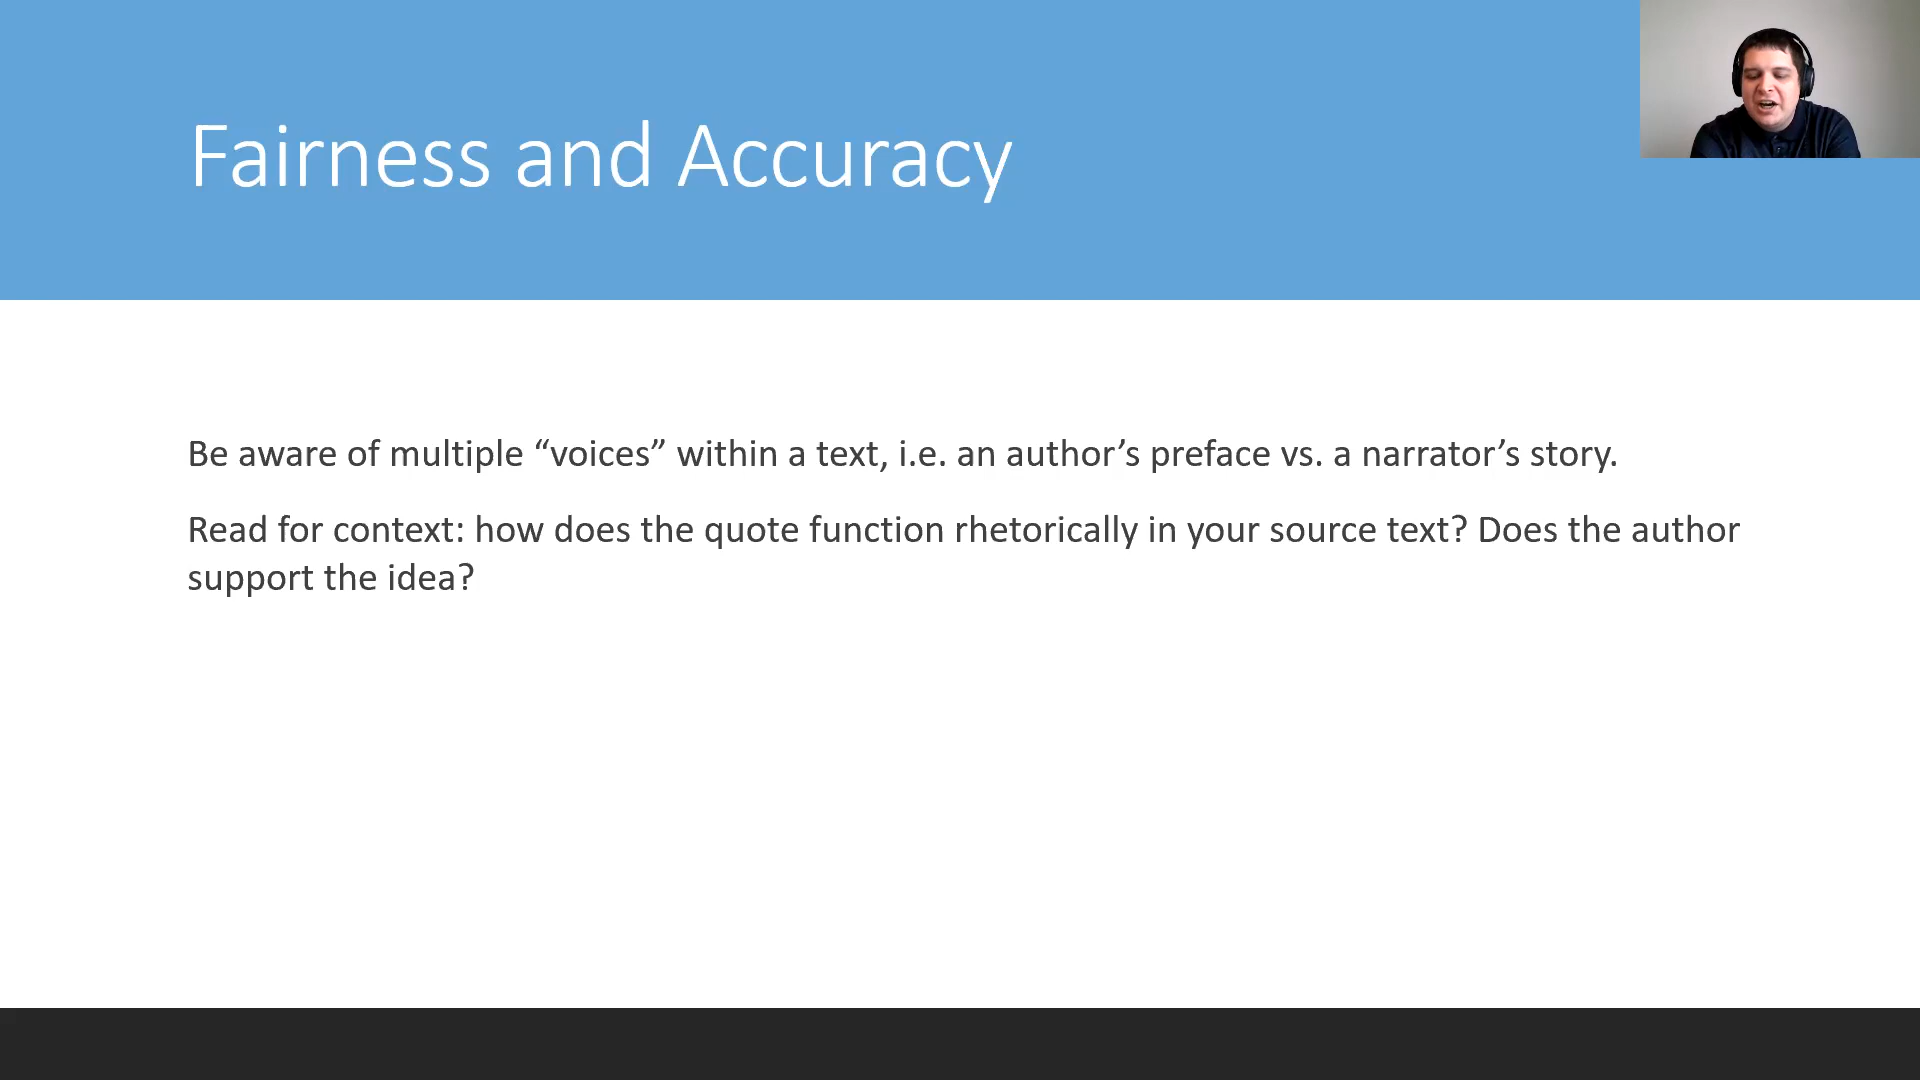 Fairness and Accuracy
Be aware of multiple “voices” within a text, i.e. an author’s preface vs. a narrator’s story.
Read for context: how does the quote function rhetorically in your source text? Does the author
support the idea?